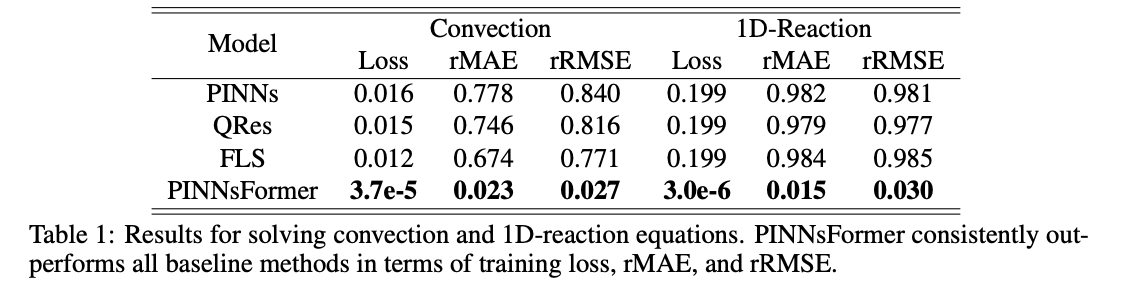 Model Convection 1D-Reaction
Loss rMAE rRMSE Loss rMAE rRMSE
PINNs 0.016 0.778 0.840 0.199 0.982 0.981
QRes 0.015 0.746 0.816 0.199 0.979 0.977
FLS 0.012 0.674 0.771 0.199 0.984 0.985
PINNsFormer 3.7e-5 0.023 0.027 3.0e-6 0.015 0.030
Table 1: Results for solving convection and 1D-reaction equations. PINNsFormer consistently out-
performs all baseline methods in terms of training loss, rMAE, and rRMSE.